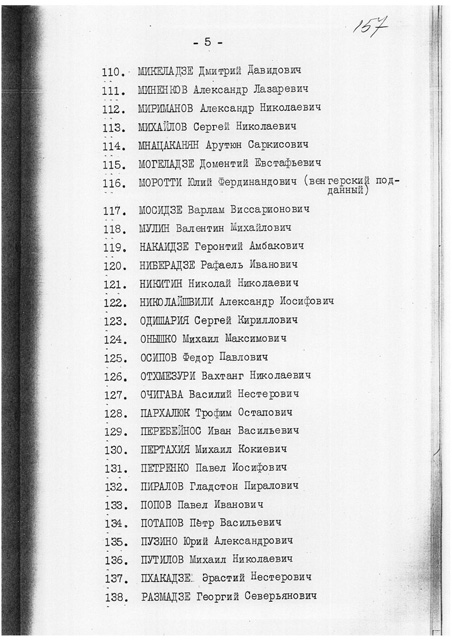 157
- 5 -
110. МИКЕЛАДЗЕ Дмитрий Давидович
111. МИНЕНКОВ Александр Лазаревич
112. МИРИМАНОВ Александр Николаевич
113. МИХАЙЛОВ Сергей Николаевич
114. МНАЦАКАНЯН Арутюн Саркисович
115. МОГЕЛАДЗЕ Доментий Евстафьевич
116. МОРОТТИ Юлий Фердинандович (венгерский под-
данный)
117. МОСИДЗЕ Варлам Виссарионович
118. МУЛИН Валентин Михайлович
119. НАКАИДЗЕ Геронтий Амбакович
120. НИБЕРАДЗЕ Рафаель Иванович
121. НИКИТИН Николай Николаевич
122. НИКОЛАЙШВИЛИ Александр Иосифович
123. ОДИШАРИЯ Сергей Кириллович
124. ОНЫШКО Михаил Максимович
125. ОСИПОВ Федор Павлович
126. ОТХМЕЗУРИ Вахтанг Николаевич
127. ОЧИГАВА Василий Нестерович
128. ПАРХАЛЮК Трофим Остапович
129. ПЕРЕБЕЙНОС Иван Васильевич
130. ПЕРТАХИЯ Михаил Кокиевич
131. ПЕТРЕНКО Павел Иосифович
132. ПИРАЛОВ Гладстон Пиралович
133. ПОПОВ Павел Иванович
134. ПОТАПОВ Петр Васильевич
135. ПУЗИНО Юрий Александрович
136. ПУТИЛОВ Михаил Николаевич
137. ПХАКАДЗЕ Эрастий Нестерович
138. РАЗМАДЗЕ Георгий Северьянович